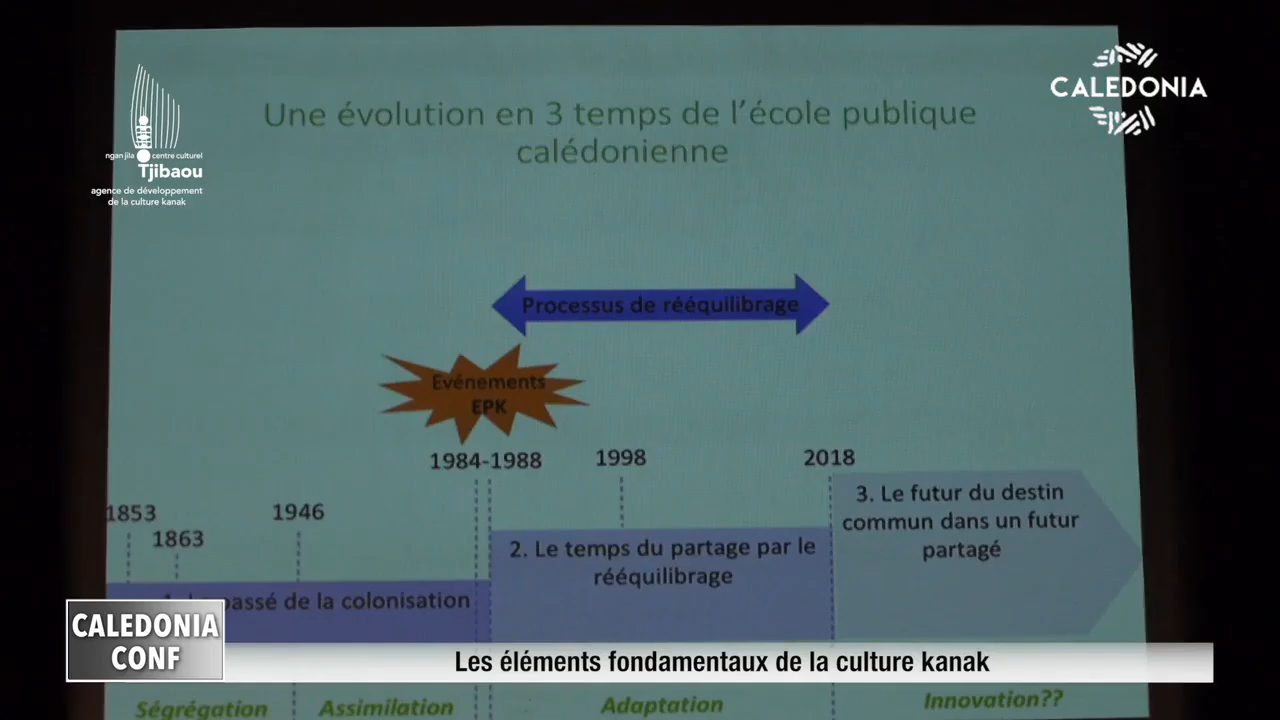 ngan jila centre culturel
Tjibaou
agence de développement
de la culture kanak
CALEDONIA
Une évolution en 3 temps de l'école publique
calédonienne
Processus de rééquilibrage
Evénements
EPK
1984-1988
1998
2018
1853
1863
1946
3. Le futur du destin
commun dans un futur
partagé
2. Le temps du partage par le
rééquilibrage
passé de la colonisation
CALEDONIA
CONF
Les éléments fondamentaux de la culture kanak
Ségrégation
Assimilation
Adaptation
Innovation??